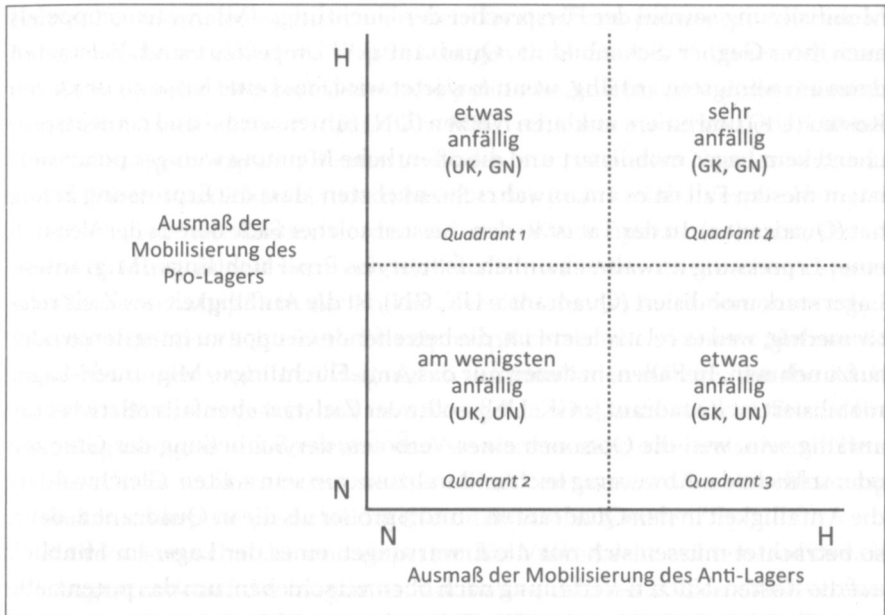 H
etwas
anfällig
(UK, GN)
sehr
anfällig
(GK, GN)
Ausmaß der
Mobilisierung des
Pro-Lagers
Quadrant 1
Quadrant 4
am wenigsten
anfällig
(UK, UN)
etwas
anfällig
(GK, UN)
Quadrant 2
Quadrant 3
N
N
H
Ausmaß der Mobilisierung des Anti-Lagers